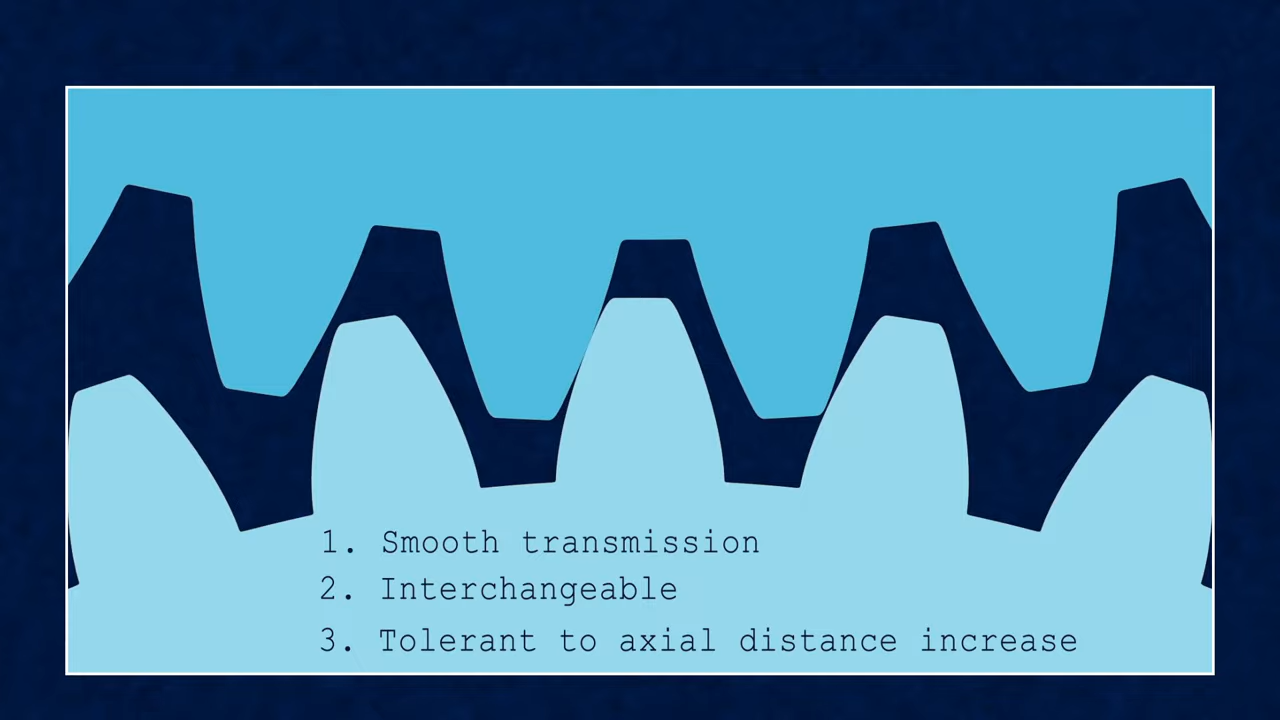 1. Smooth transmission
2. Interchangeable
3. Tolerant to axial distance increase